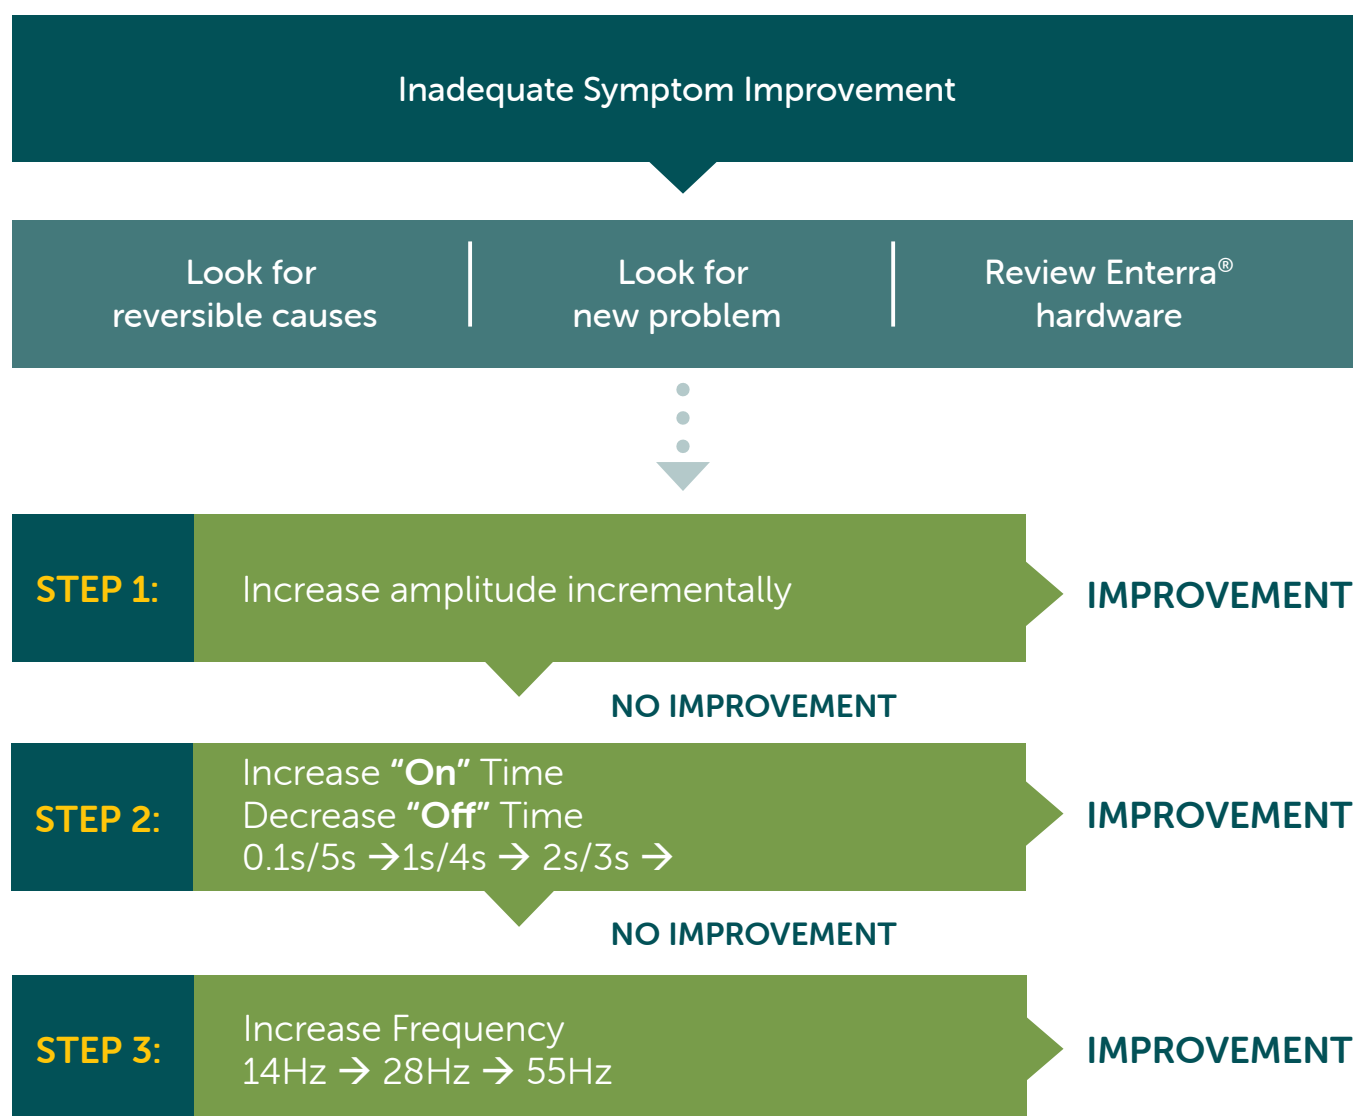 Inadequate Symptom Improvement
Look for
reversible causes
Look for
new problem
Review Enterra®
hardware
STEP 1:
Increase amplitude incrementally
IMPROVEMENT
NO IMPROVEMENT
STEP 2:
Increase “On” Time
Decrease “Off” Time
0.1s/5s →1s/4s → 2s/3s →
IMPROVEMENT
NO IMPROVEMENT
STEP 3:
Increase Frequency
14Hz → 28Hz → 55Hz
IMPROVEMENT